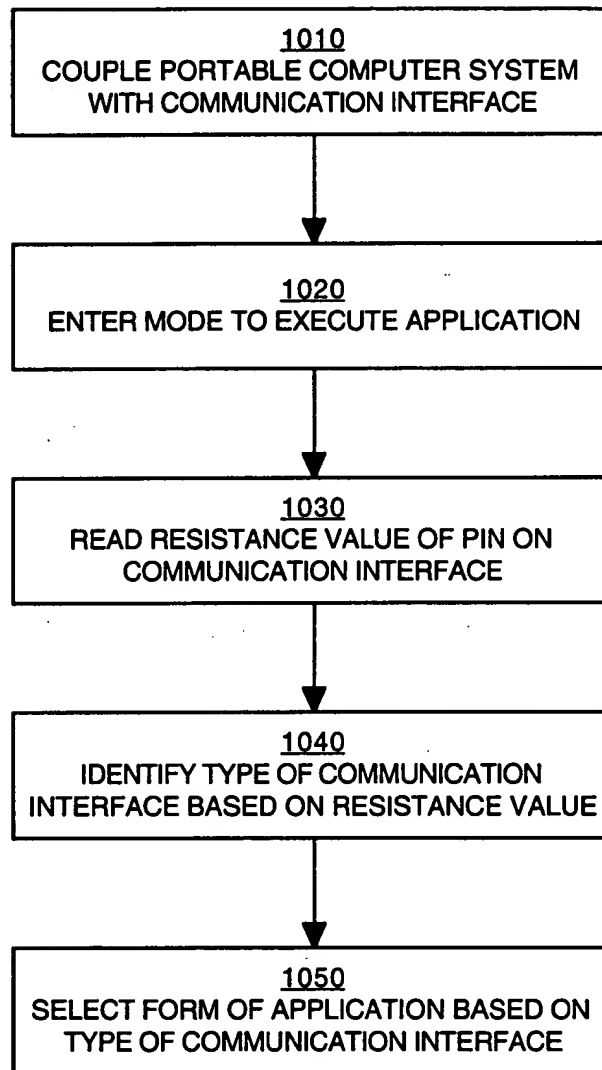 1010
COUPLE PORTABLE COMPUTER SYSTEM
WITH COMMUNICATION INTERFACE
1020
ENTER MODE TO EXECUTE APPLICATION
1030
READ RESISTANCE VALUE OF PIN ON
COMMUNICATION INTERFACE
1040
IDENTIFY TYPE OF COMMUNICATION
INTERFACE BASED ON RESISTANCE VALUE
1050
SELECT FORM OF APPLICATION BASED ON
TYPE OF COMMUNICATION INTERFACE